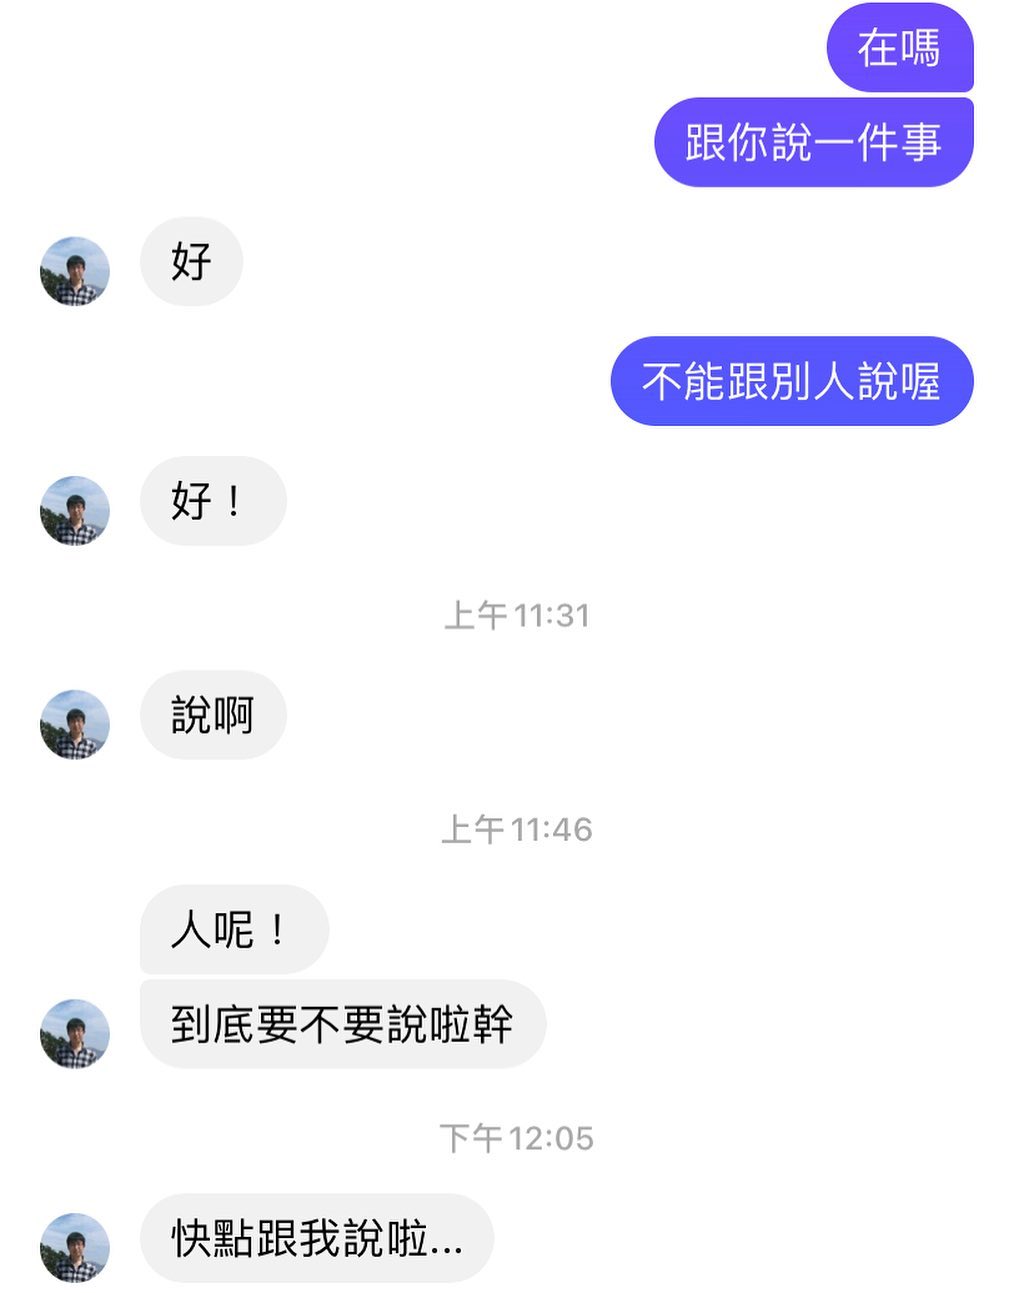 在嗎
跟你說一件事
好
不能跟別人說喔
好！
上午11:31
說啊
上午11:46
人呢！
到底要不要說啦幹
下午12:05
快點跟我說啦...